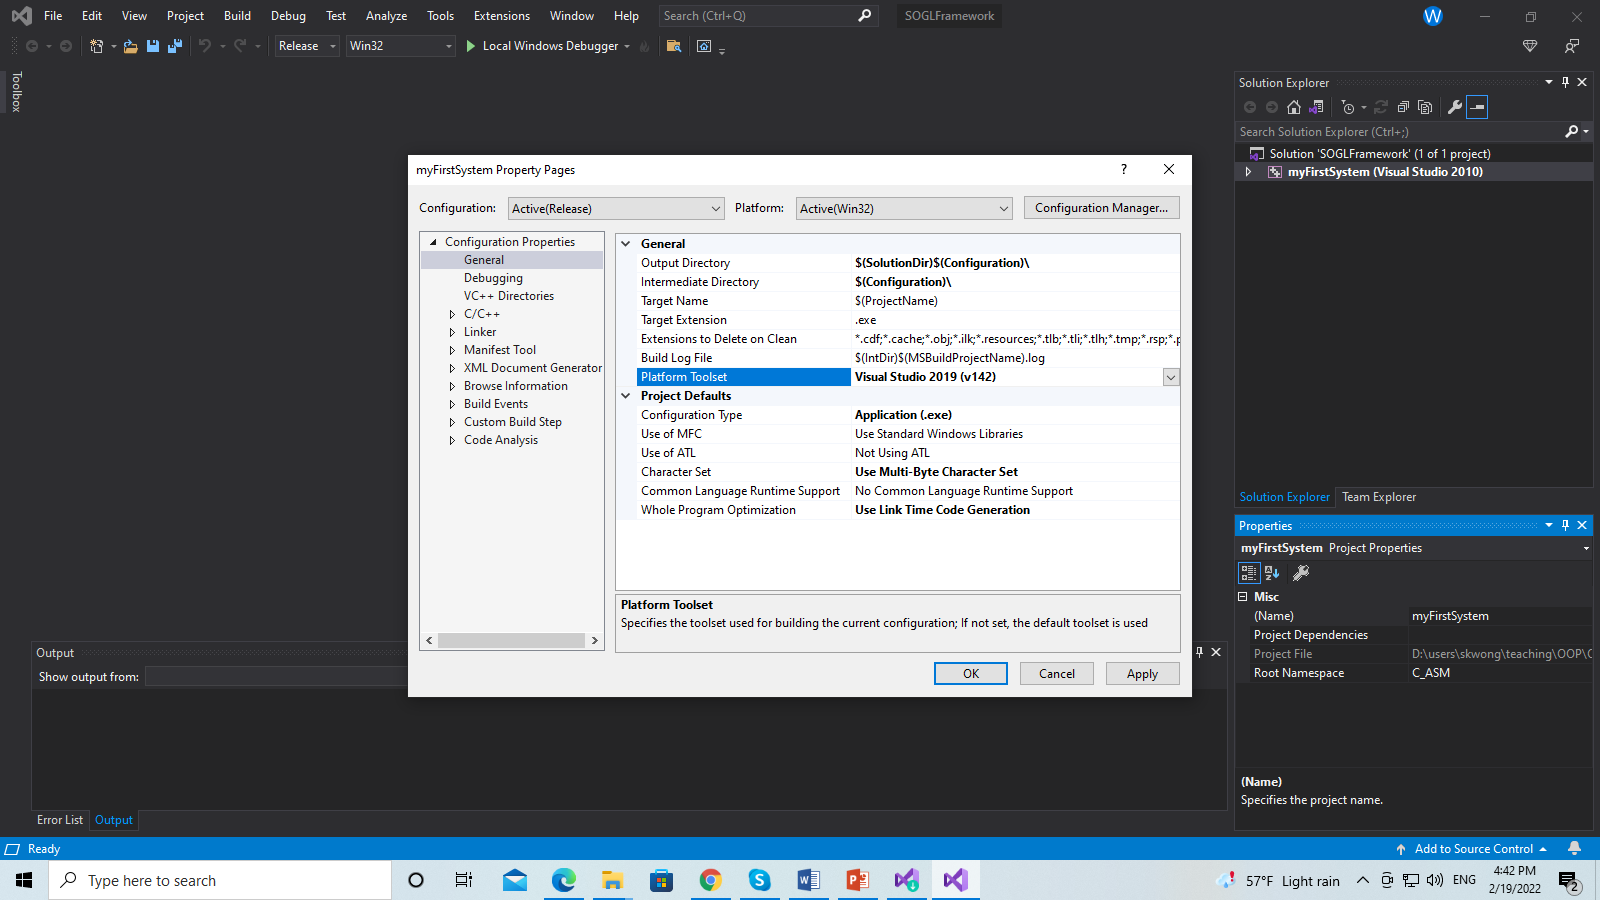 File Edit View Project Build Debug Test Analyze Tools Extensions Window Help Search (Ctrl+Q) SOGLFramework W
Release Win32 Local Windows Debugger
Toolbox
Solution Explorer
Search Solution Explorer (Ctrl+;)
Solution 'SOGLFramework' (1 of 1 project)
myFirstSystem (Visual Studio 2010)
Solution Explorer Team Explorer
myFirstSystem Property Pages
Configuration: Active(Release) Platform: Active(Win32) Configuration Manager...
Configuration Properties
General
Debugging
VC++ Directories
C/C++
Linker
Manifest Tool
XML Document Generator
Browse Information
Build Events
Custom Build Step
Code Analysis
General
Output Directory $(SolutionDir)$(Configuration)\
Intermediate Directory $(Configuration)\
Target Name $(ProjectName)
Target Extension .exe
Extensions to Delete on Clean *.cdf;*.cache;*.obj;*.ilk;*.resources;*.tlb;*.tli;*.tlh;*.tmp;*.rsp;*.p
Build Log File $(IntDir)$(MSBuildProjectName).log
Platform Toolset Visual Studio 2019 (v142)
Project Defaults
Configuration Type Application (.exe)
Use of MFC Use Standard Windows Libraries
Use of ATL Not Using ATL
Character Set Use Multi-Byte Character Set
Common Language Runtime Support No Common Language Runtime Support
Whole Program Optimization Use Link Time Code Generation
Platform Toolset
Specifies the toolset used for building the current configuration; If not set, the default toolset is used
OK Cancel Apply
Properties
myFirstSystem Project Properties
Misc
(Name) myFirstSystem
Project Dependencies
Project File D:\users\skwong\teaching\OOP\C
Root Namespace C_ASM
(Name)
Specifies the project name.
Output
Show output from:
Error List Output
Ready Add to Source Control
Type here to search 57°F Light rain ENG 4:42 PM
2/19/2022 2